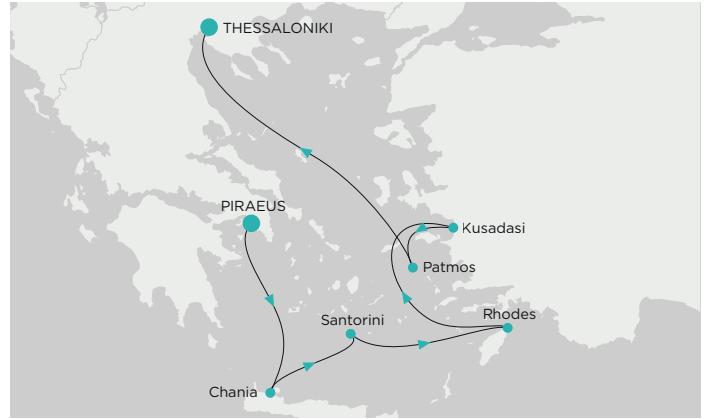 THESSALONIKI
PIRAEUS
Kusadasi
Patmos
Rhodes
Santorini
Chania